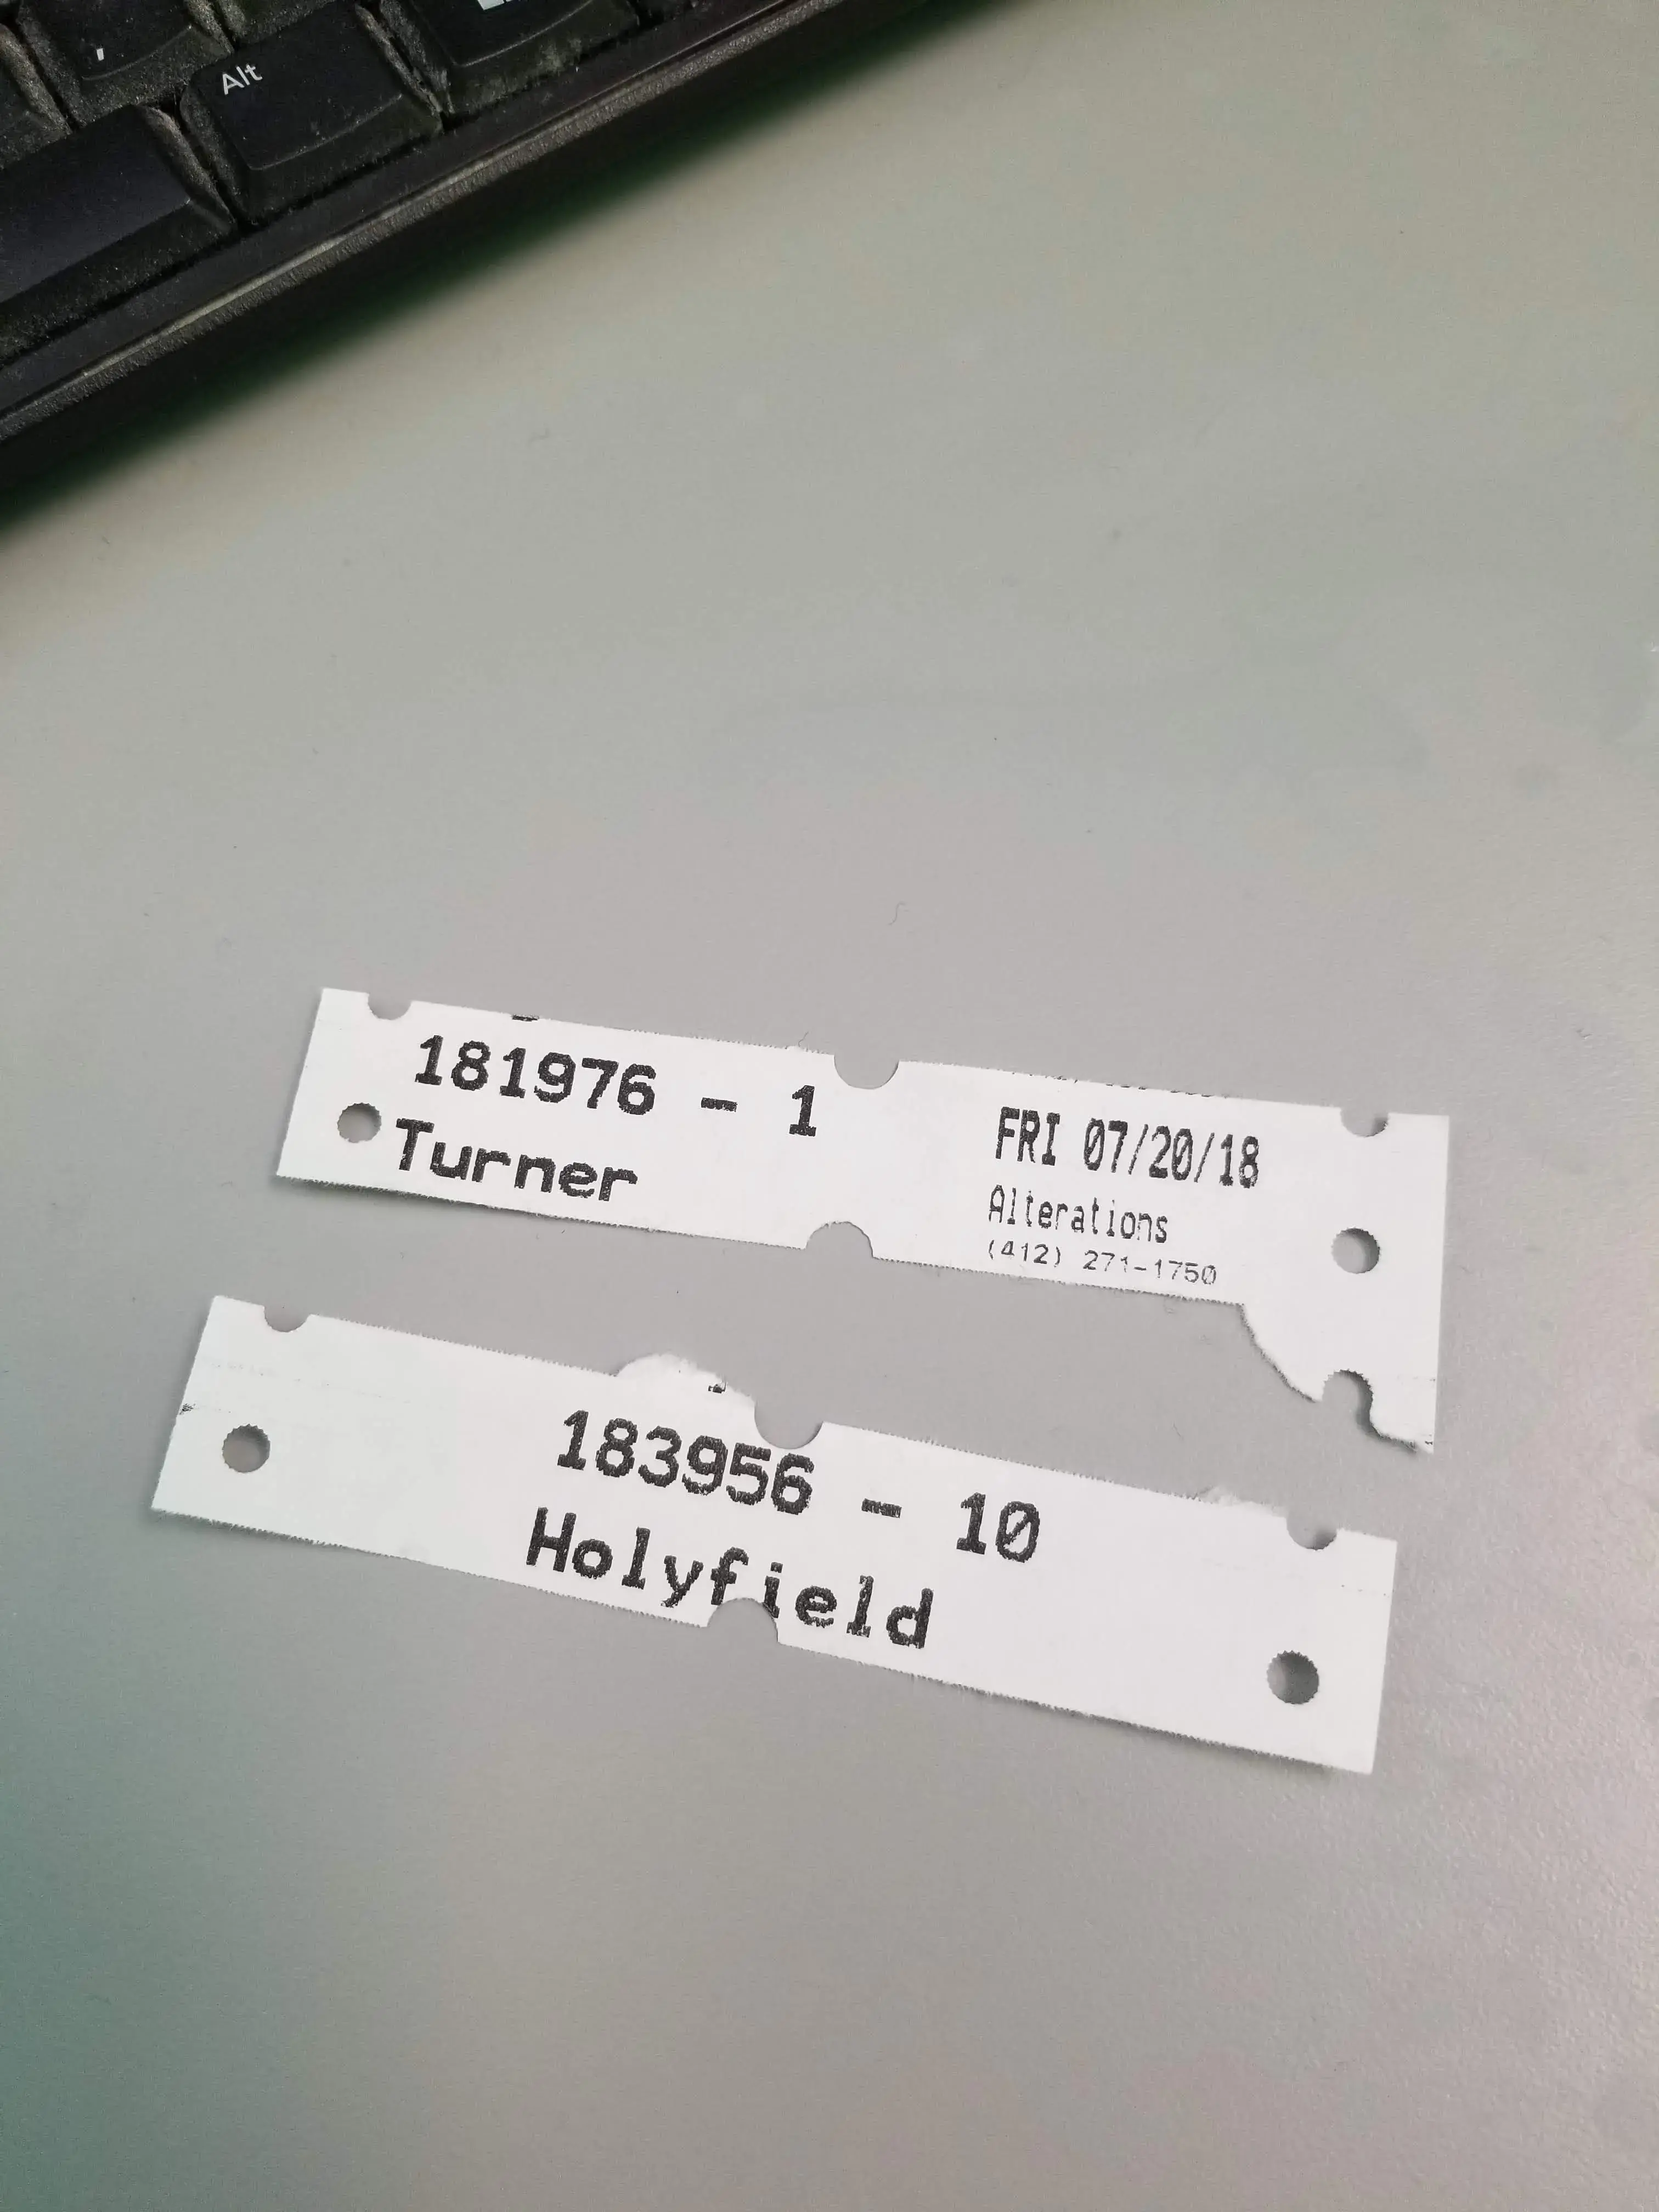 Alt
181976 - 1
Turner
FRI 07/20/18
Alterations
(412) 271-1750
183956 - 10
Holyfield